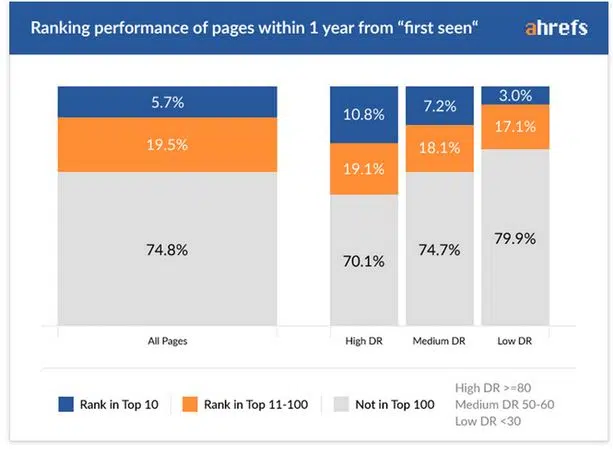 Ranking performance of pages within 1 year from “first seen“
ahrefs
5.7%
19.5%
74.8%
10.8%
19.1%
70.1%
7.2%
18.1%
74.7%
3.0%
17.1%
79.9%
All Pages
High DR
Medium DR
Low DR
Rank in Top 10
Rank in Top 11-100
Not in Top 100
High DR >=80
Medium DR 50-60
Low DR <30